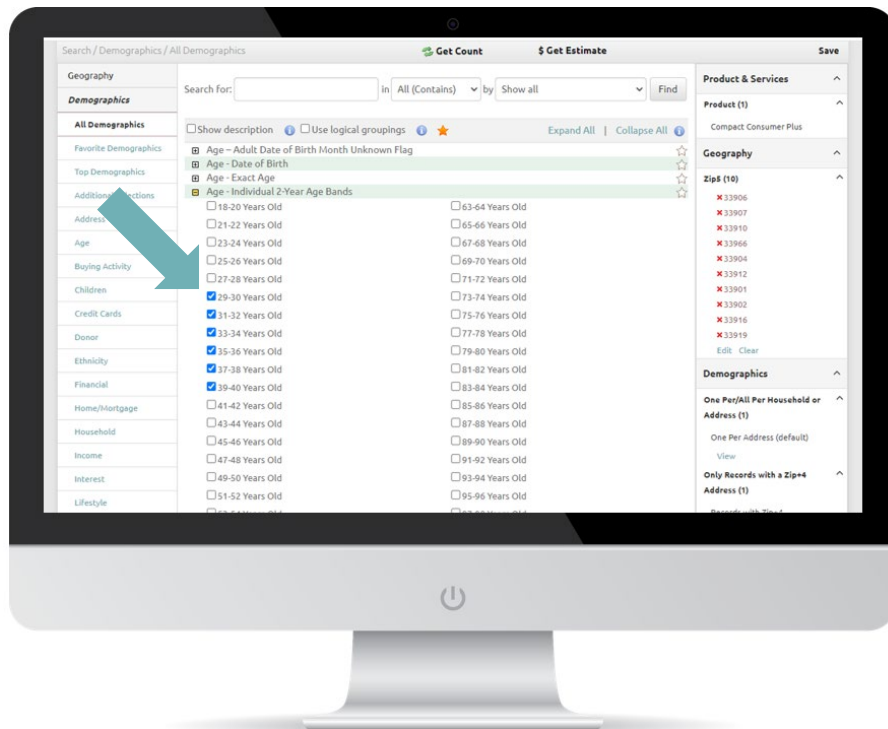 Search / Demographics / All Demographics
Get Count
$ Get Estimate
Save
Geography
Demographics
All Demographics
Favorite Demographics
Top Demographics
Address
Age
Buying Activity
Children
Credit Cards
Donor
Ethnicity
Financial
Home/Mortgage
Household
Income
Interest
Lifestyle
Search for:
in All (Contains) by Show all Find
Show description Use logical groupings Expand All | Collapse All
Age – Adult Date of Birth Month Unknown Flag
Age - Date of Birth
Age - Exact Age
Age - Individual 2-Year Age Bands
18-20 Years Old
21-22 Years Old
23-24 Years Old
25-26 Years Old
27-28 Years Old
29-30 Years Old
31-32 Years Old
33-34 Years Old
35-36 Years Old
37-38 Years Old
39-40 Years Old
41-42 Years Old
43-44 Years Old
45-46 Years Old
47-48 Years Old
49-50 Years Old
51-52 Years Old
63-64 Years Old
65-66 Years Old
67-68 Years Old
69-70 Years Old
71-72 Years Old
73-74 Years Old
75-76 Years Old
77-78 Years Old
79-80 Years Old
81-82 Years Old
83-84 Years Old
85-86 Years Old
87-88 Years Old
89-90 Years Old
91-92 Years Old
93-94 Years Old
95-96 Years Old
Product & Services
Product (1)
Compact Consumer Plus
Geography
Zip5 (10)
33906
33907
33910
33966
33904
33912
33901
33902
33916
33919
Edit Clear
Demographics
One Per/All Per Household or
Address (1)
One Per Address (default)
View
Only Records with a Zip+4
Address (1)